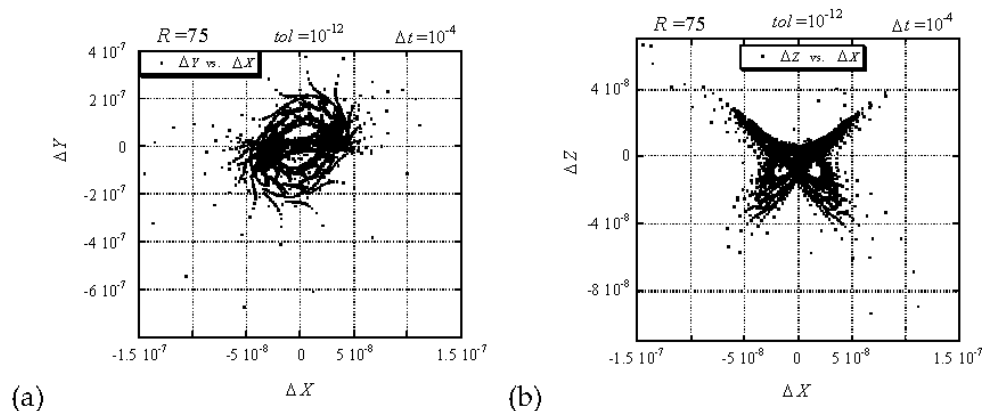 R = 75 tol = 10⁻¹² Δt = 10⁻⁴
ΔY vs. ΔX
4 10⁻⁷
2 10⁻⁷
0
-2 10⁻⁷
-4 10⁻⁷
-6 10⁻⁷
ΔY
-1.5 10⁻⁷ -5 10⁻⁸ 0 5 10⁻⁸ 1.5 10⁻⁷
ΔX
(a)
R = 75 tol = 10⁻¹² Δt = 10⁻⁴
ΔZ vs. ΔX
4 10⁻⁸
0
-4 10⁻⁸
-8 10⁻⁸
ΔZ
-1.5 10⁻⁷ -5 10⁻⁸ 0 5 10⁻⁸ 1.5 10⁻⁷
ΔX
(b)